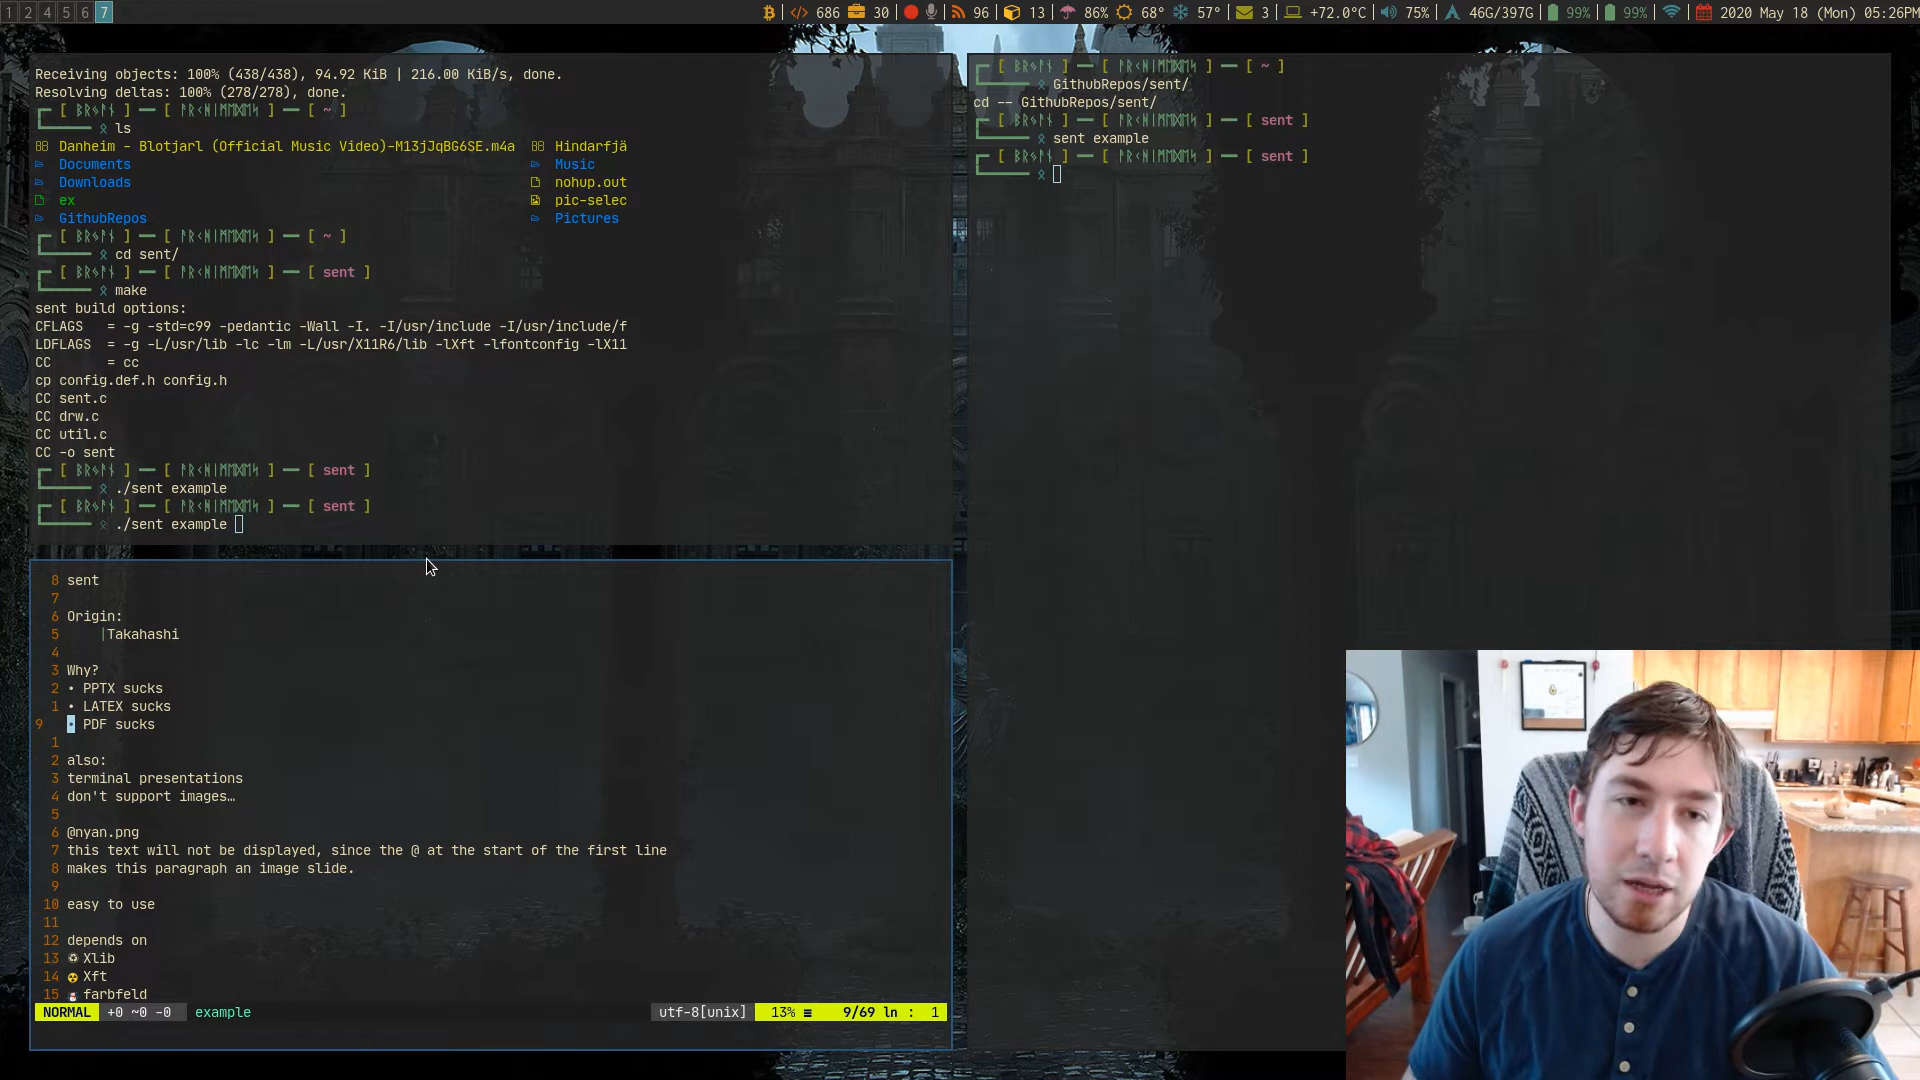 1 2 4 5 6 7
686 30 96 13 86% 68° 57° 3 +72.0°C 75% 46G/397G 99% 99% 2020 May 18 (Mon) 05:26PM
Receiving objects: 100% (438/438), 94.92 KiB | 216.00 KiB/s, done.
Resolving deltas: 100% (278/278), done.
[ ~ ]
ᛟ ls
Danheim - Blotjarl (Official Music Video)-M13jJqBG6SE.m4a Hindarfjä
Documents Music
Downloads nohup.out
ex pic-selec
GithubRepos Pictures
[ ~ ]
ᛟ cd sent/
[ sent ]
ᛟ make
sent build options:
CFLAGS = -g -std=c99 -pedantic -Wall -I. -I/usr/include -I/usr/include/f
LDFLAGS = -g -L/usr/lib -lc -lm -L/usr/X11R6/lib -lXft -lfontconfig -lX11
CC = cc
cp config.def.h config.h
CC sent.c
CC drw.c
CC util.c
CC -o sent
[ sent ]
ᛟ ./sent example
[ sent ]
ᛟ ./sent example
8 sent
7
6 Origin:
5 |Takahashi
4
3 Why?
2 • PPTX sucks
1 • LATEX sucks
9 • PDF sucks
1
2 also:
3 terminal presentations
4 don't support images…
5
6 @nyan.png
7 this text will not be displayed, since the @ at the start of the first line
8 makes this paragraph an image slide.
9
10 easy to use
11
12 depends on
13 ♽ Xlib
14 ☢ Xft
15 ☃ farbfeld
NORMAL +0 ~0 -0 example utf-8[unix] 13% ≡ 9/69 ln : 1
[ ~ ]
ᛟ GithubRepos/sent/
cd -- GithubRepos/sent/
[ sent ]
ᛟ sent example
[ sent ]
ᛟ